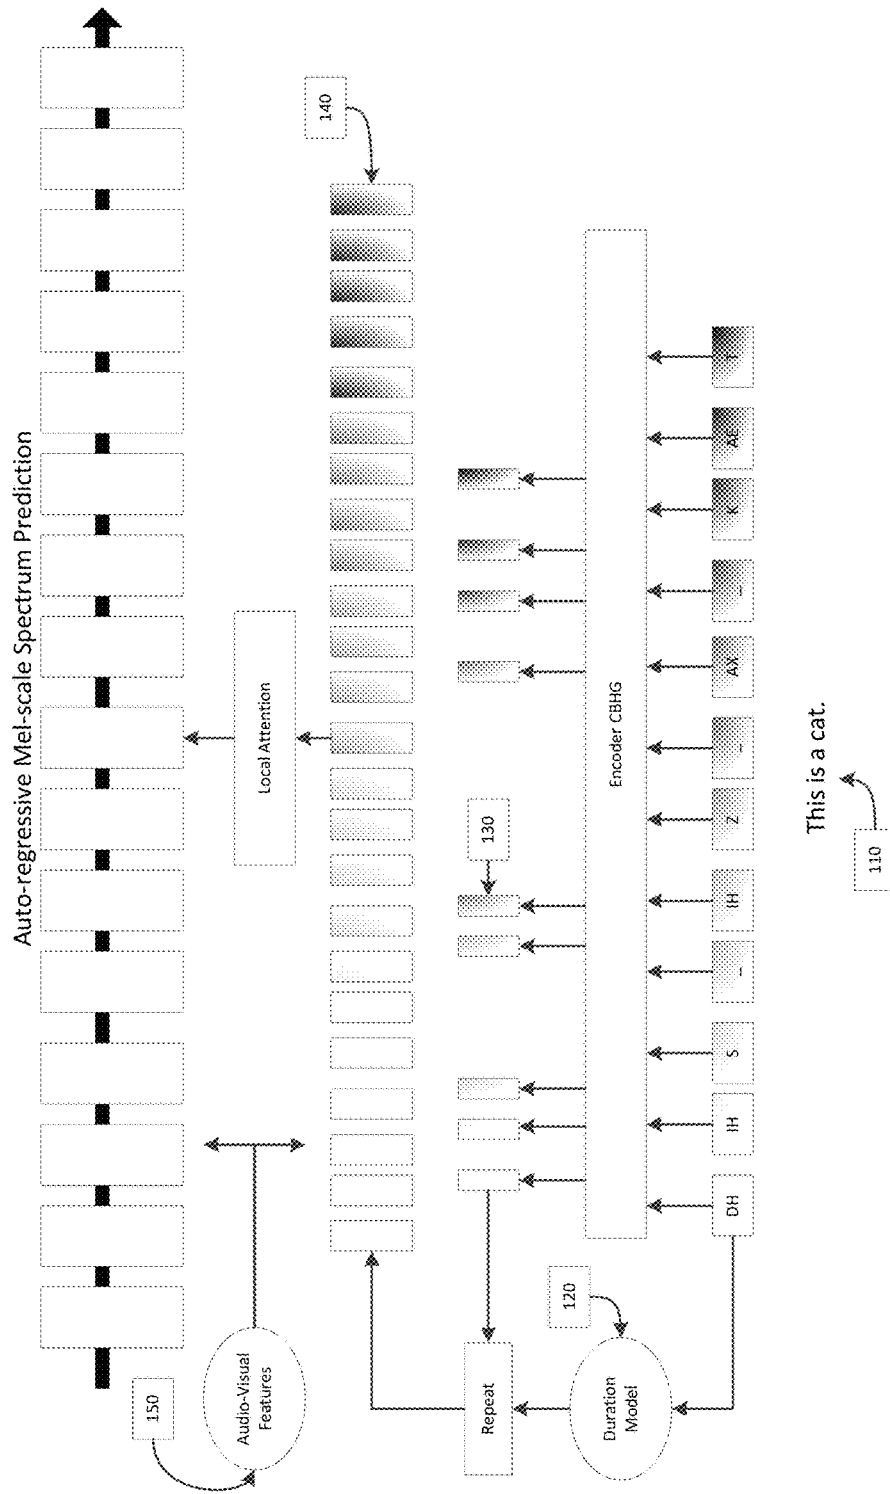 Auto-regressive Mel-scale Spectrum Prediction
150
Audio-Visual
Features
Local Attention
140
Repeat
130
120
Duration
Model
Encoder CBHG
DH
IH
S
–
IH
Z
–
AX
–
K
AE
T
This is a cat.
110